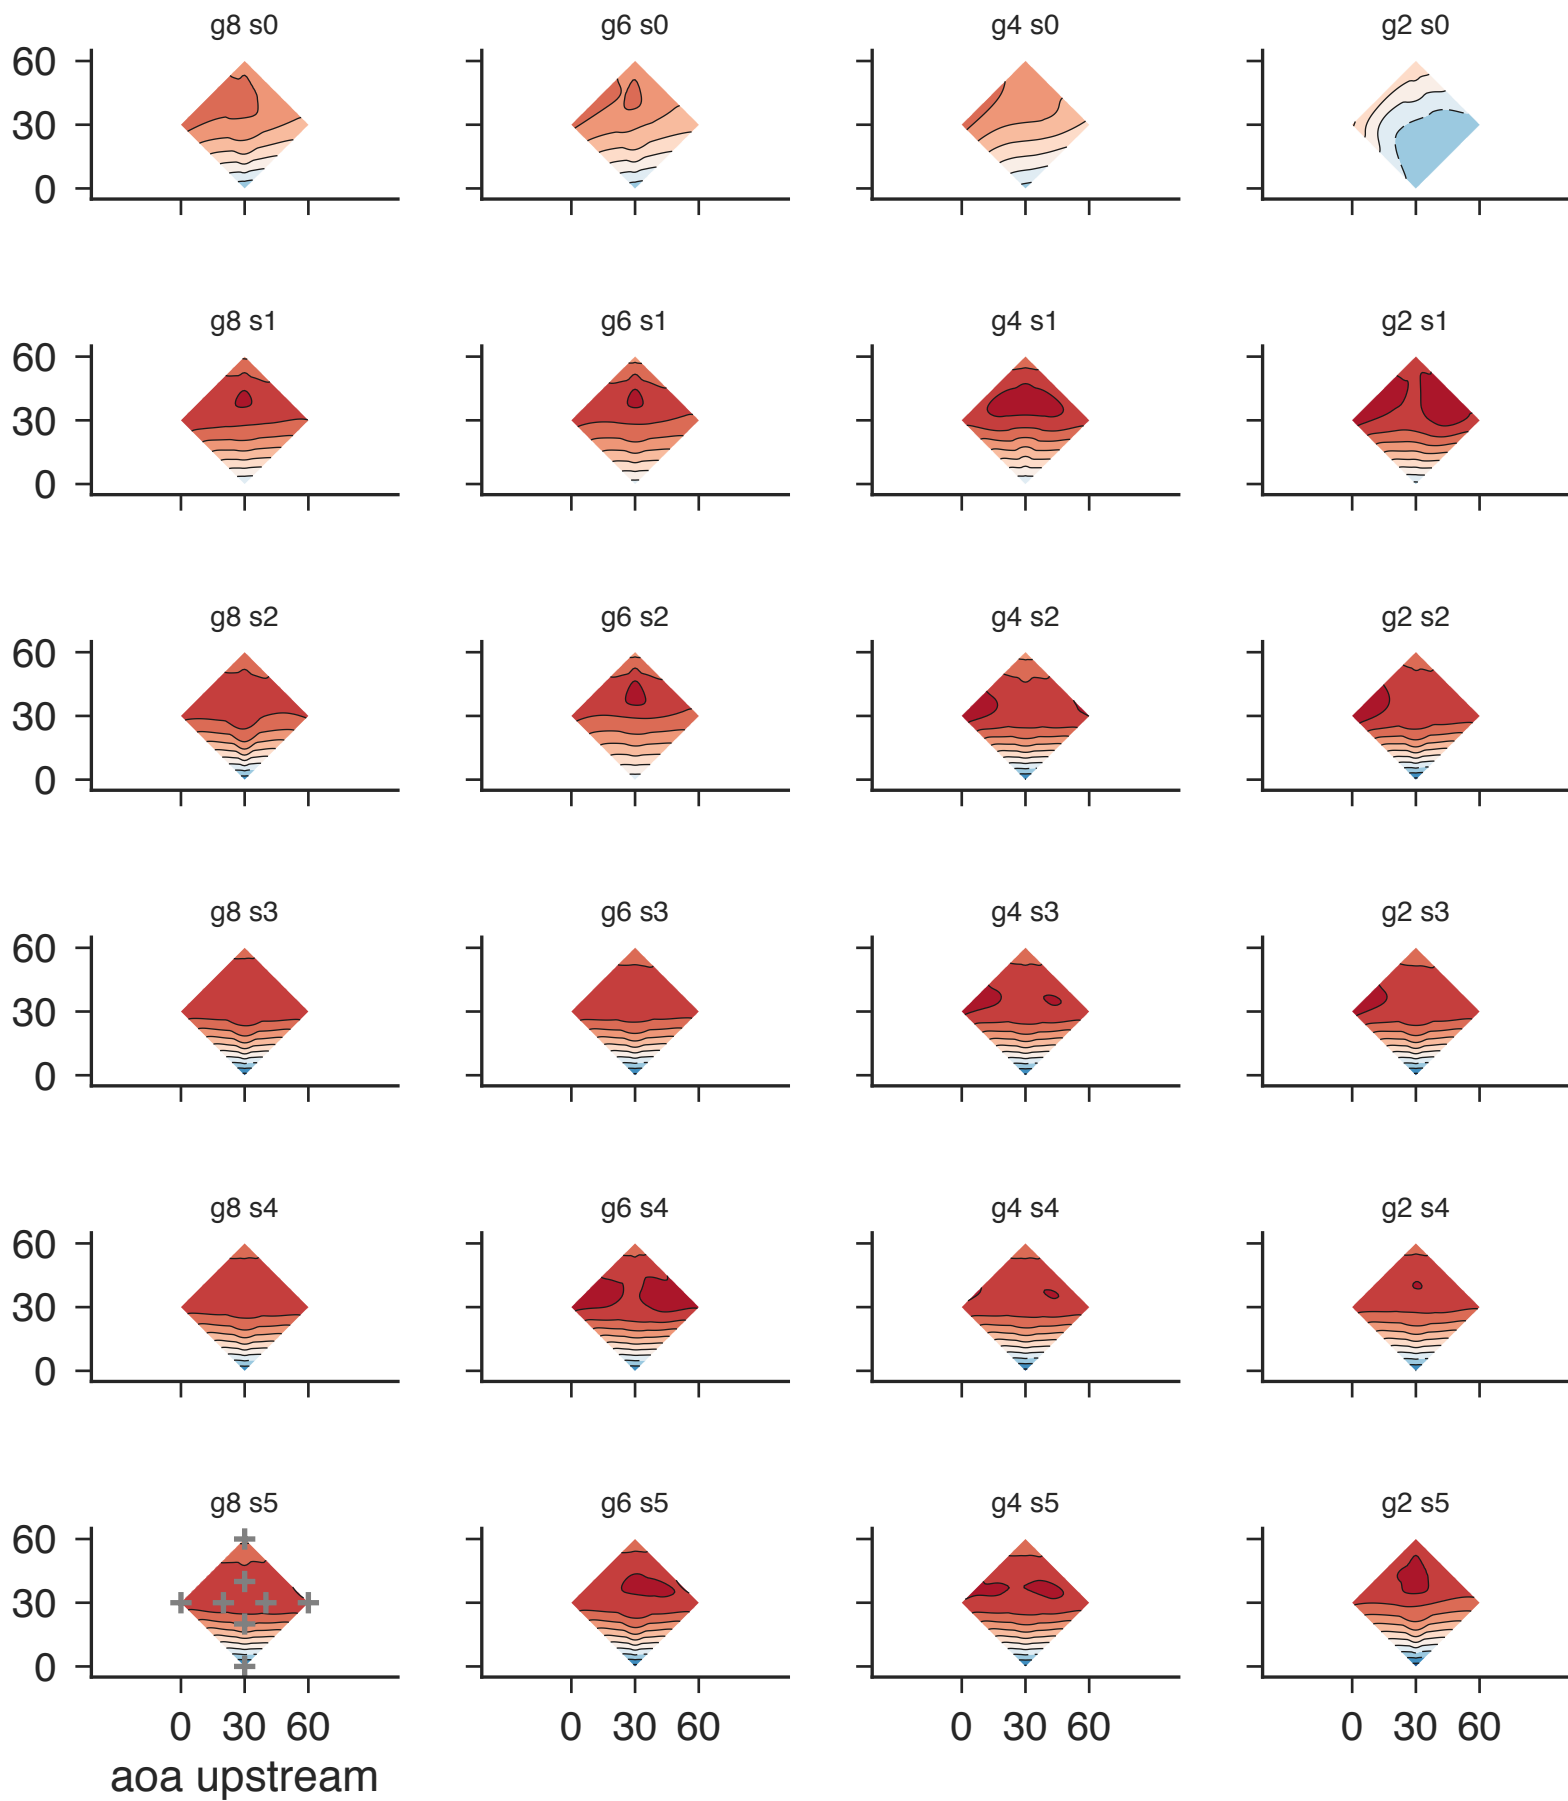 g8 s0 g6 s0 g4 s0 g2 s0
60
30
0
g8 s1 g6 s1 g4 s1 g2 s1
60
30
0
g8 s2 g6 s2 g4 s2 g2 s2
60
30
0
g8 s3 g6 s3 g4 s3 g2 s3
60
30
0
g8 s4 g6 s4 g4 s4 g2 s4
60
30
0
g8 s5 g6 s5 g4 s5 g2 s5
60
30
0
0 30 60 0 30 60 0 30 60 0 30 60
aoa upstream